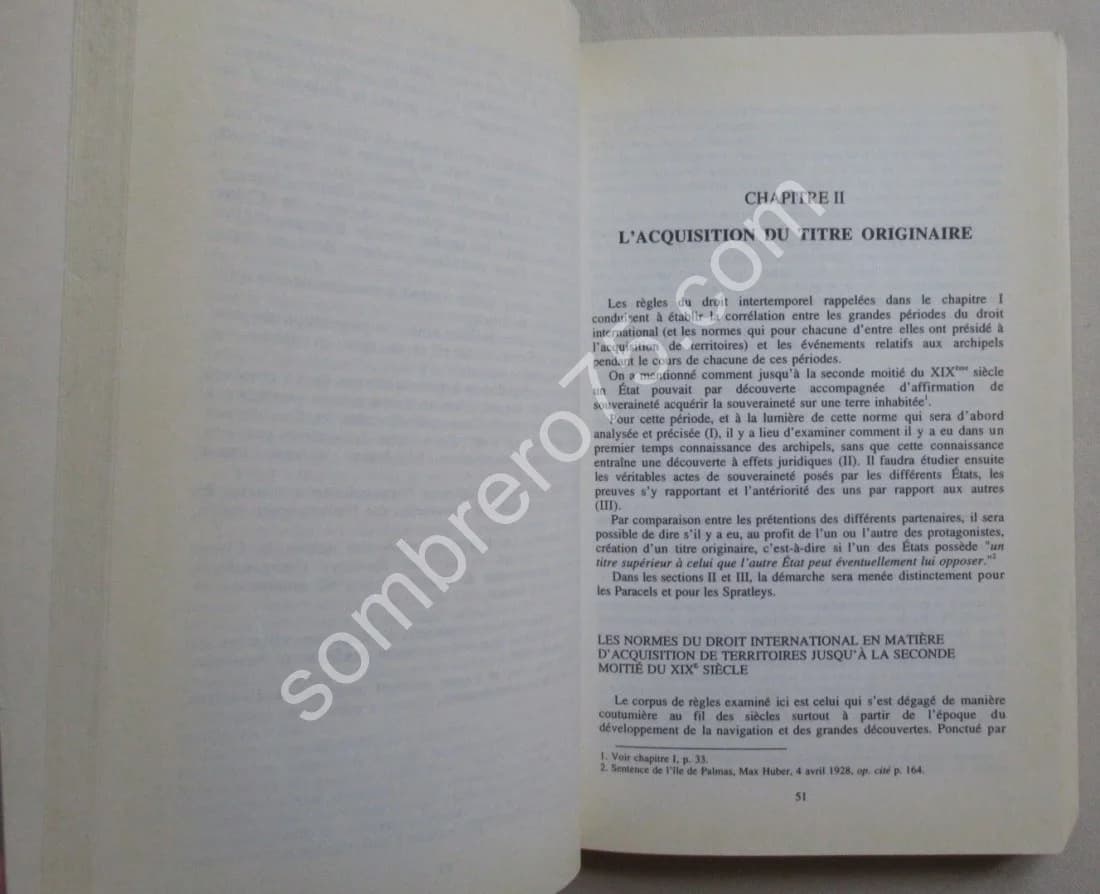 CHAPITRE II
L'ACQUISITION DU TITRE ORIGINAIRE
Les règles du droit intertemporel rappelées dans le chapitre I
conduisent à établir la corrélation entre les grandes périodes du droit
international (et les normes qui pour chacune d'entre elles ont présidé à
l'acquisition de territoires) et les événements relatifs aux archipels
pendant le cours de chacune de ces périodes.
On a mentionné comment jusqu'à la seconde moitié du XIXème siècle
un État pouvait par découverte accompagnée d'affirmation de
souveraineté acquérir la souveraineté sur une terre inhabitée1.
Pour cette période, et à la lumière de cette norme qui sera d'abord
analysée et précisée (I), il y a lieu d'examiner comment il y a eu dans un
premier temps connaissance des archipels, sans que cette connaissance
entraîne une découverte à effets juridiques (II). Il faudra étudier ensuite
les véritables actes de souveraineté posés par les différents États, les
preuves s'y rapportant et l'antériorité des uns par rapport aux autres
(III).
Par comparaison entre les prétentions des différents partenaires, il sera
possible de dire s'il y a eu, au profit de l'un ou l'autre des protagonistes,
création d'un titre originaire, c'est-à-dire si l'un des États possède "un
titre supérieur à celui que l'autre État peut éventuellement lui opposer."2
Dans les sections II et III, la démarche sera menée distinctement pour
les Paracels et pour les Spratleys.
LES NORMES DU DROIT INTERNATIONAL EN MATIÈRE
D'ACQUISITION DE TERRITOIRES JUSQU'À LA SECONDE
MOITIÉ DU XIXe SIÈCLE
Le corpus de règles examiné ici est celui qui s'est dégagé de manière
coutumière au fil des siècles surtout à partir de l'époque du
développement de la navigation et des grandes découvertes. Ponctué par
1. Voir chapitre I, p. 33.
2. Sentence de l'île de Palmas, Max Huber, 4 avril 1928, op. cité p. 164.
51
sombrero75.com